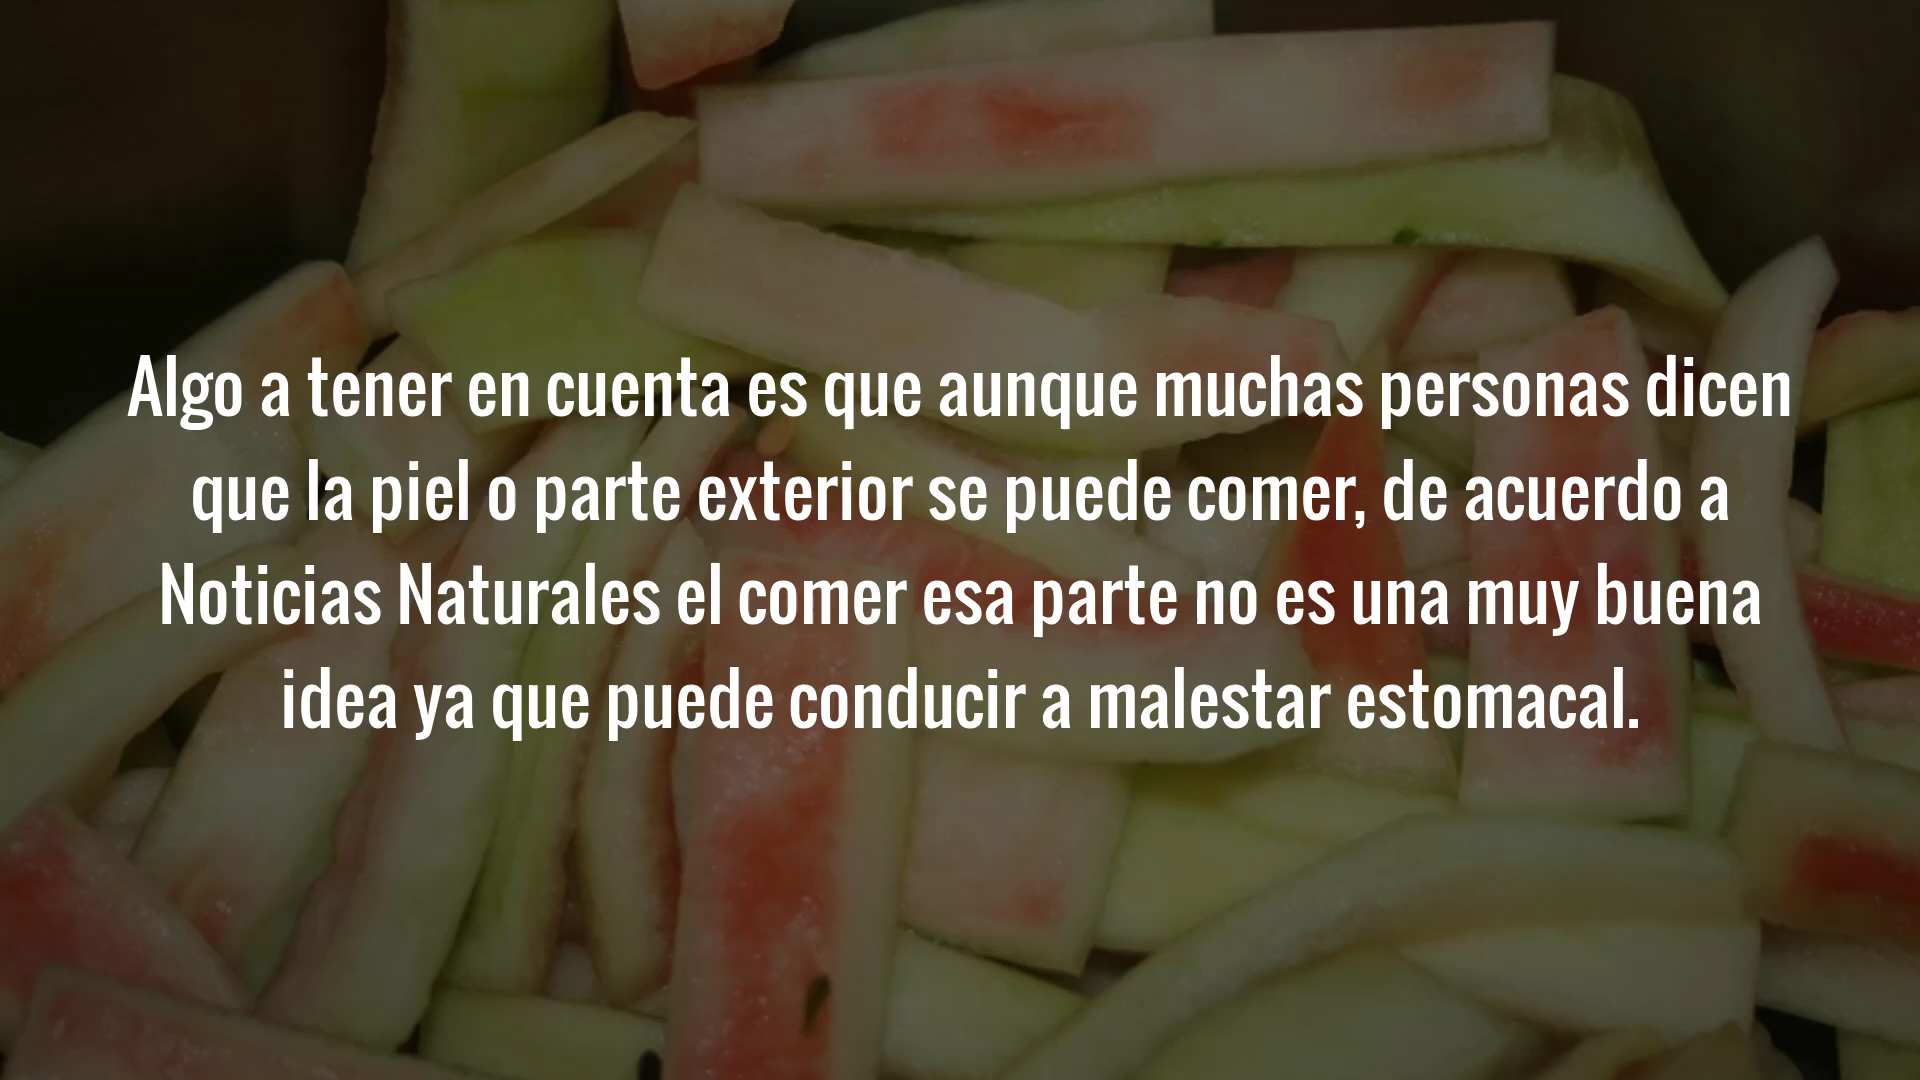 Algo a tener en cuenta es que aunque muchas personas dicen
que la piel o parte exterior se puede comer, de acuerdo a
Noticias Naturales el comer esa parte no es una muy buena
idea ya que puede conducir a malestar estomacal.